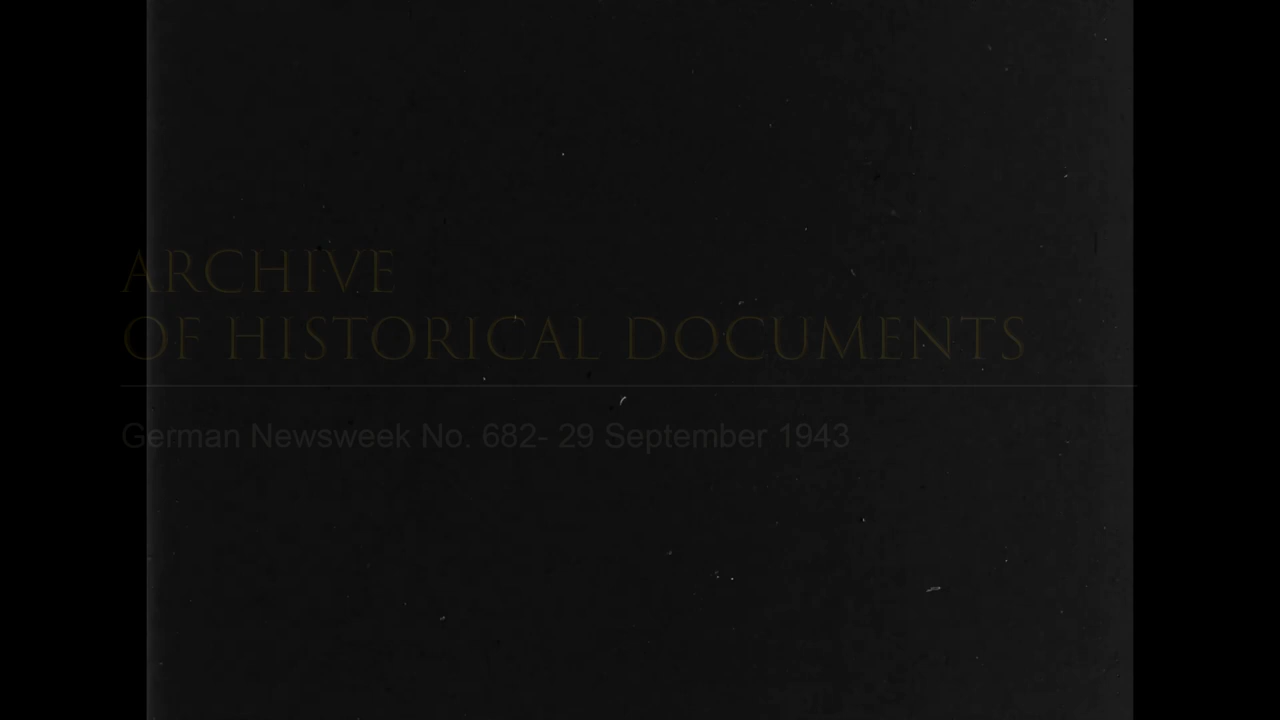 ARCHIVE
OF HISTORICAL DOCUMENTS
German Newsweek No. 682- 29 September 1943